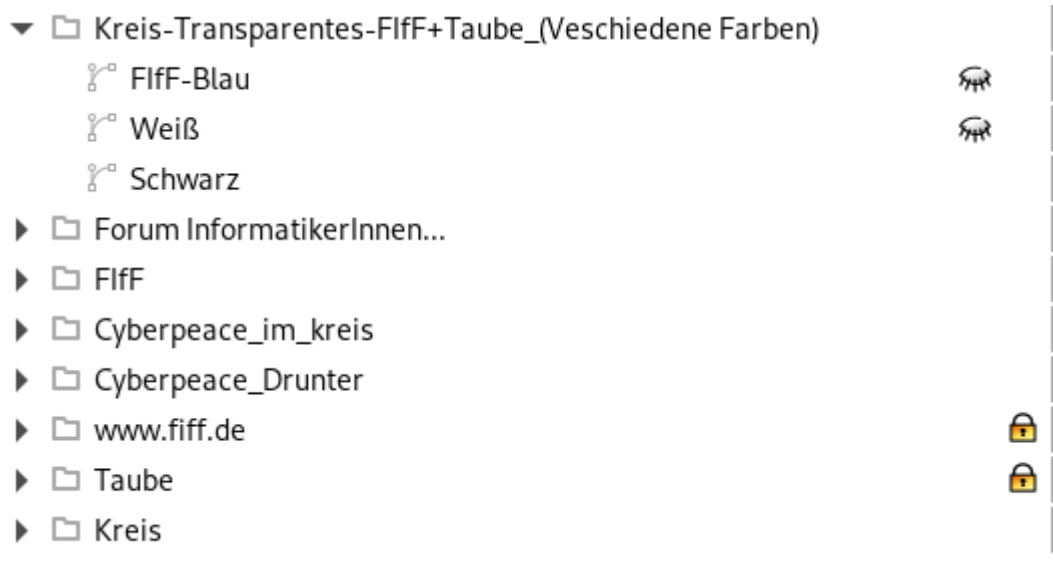 Kreis-Transparentes-FIfF+Taube_(Veschiedene Farben)
FIfF-Blau
Weiß
Schwarz
Forum InformatikerInnen...
FIfF
Cyberpeace_im_kreis
Cyberpeace_Drunter
www.fiff.de
Taube
Kreis